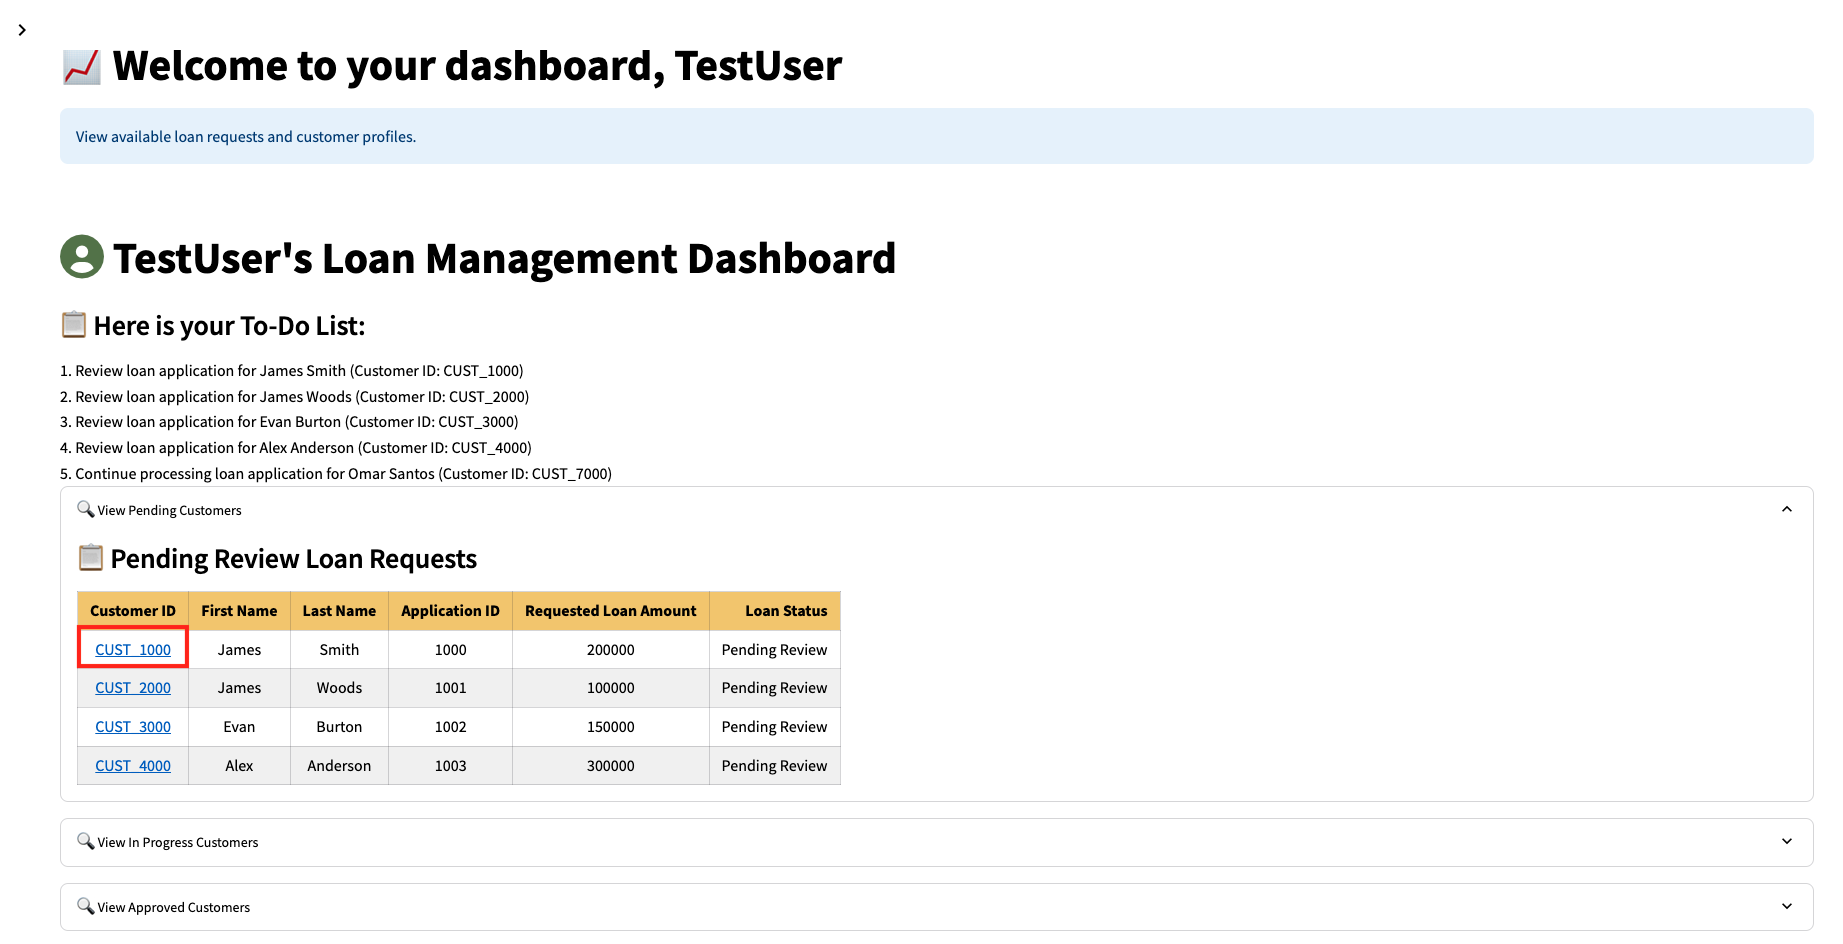 Welcome to your dashboard, TestUser
View available loan requests and customer profiles.
TestUser's Loan Management Dashboard
Here is your To-Do List:
1. Review loan application for James Smith (Customer ID: CUST_1000)
2. Review loan application for James Woods (Customer ID: CUST_2000)
3. Review loan application for Evan Burton (Customer ID: CUST_3000)
4. Review loan application for Alex Anderson (Customer ID: CUST_4000)
5. Continue processing loan application for Omar Santos (Customer ID: CUST_7000)
View Pending Customers
Pending Review Loan Requests
Customer ID First Name Last Name Application ID Requested Loan Amount Loan Status
CUST_1000 James Smith 1000 200000 Pending Review
CUST_2000 James Woods 1001 100000 Pending Review
CUST_3000 Evan Burton 1002 150000 Pending Review
CUST_4000 Alex Anderson 1003 300000 Pending Review
View In Progress Customers
View Approved Customers